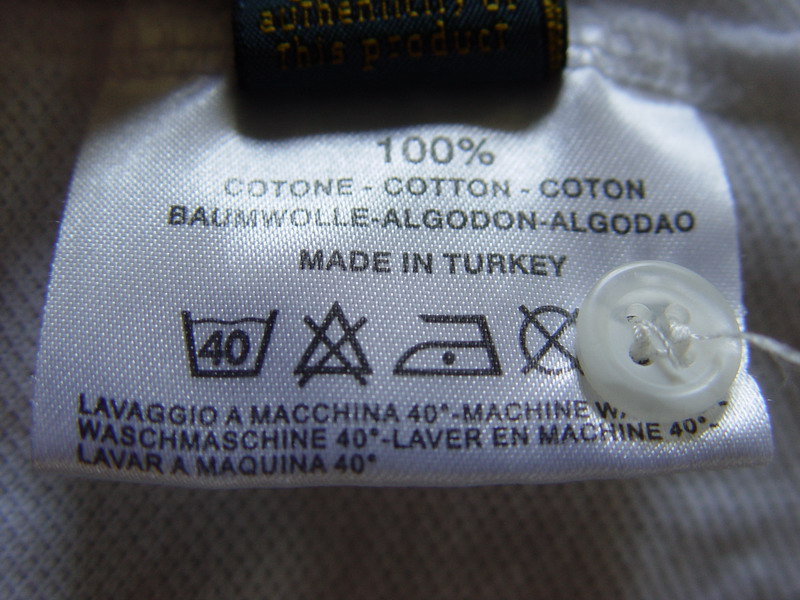 authenticity of
this product
100%
COTONE - COTTON - COTON
BAUMWOLLE-ALGODON-ALGODAO
MADE IN TURKEY
40
LAVAGGIO A MACCHINA 40°-MACHINE
WASCHMASCHINE 40°-LAVER EN MACHINE 40°-
LAVAR A MAQUINA 40°